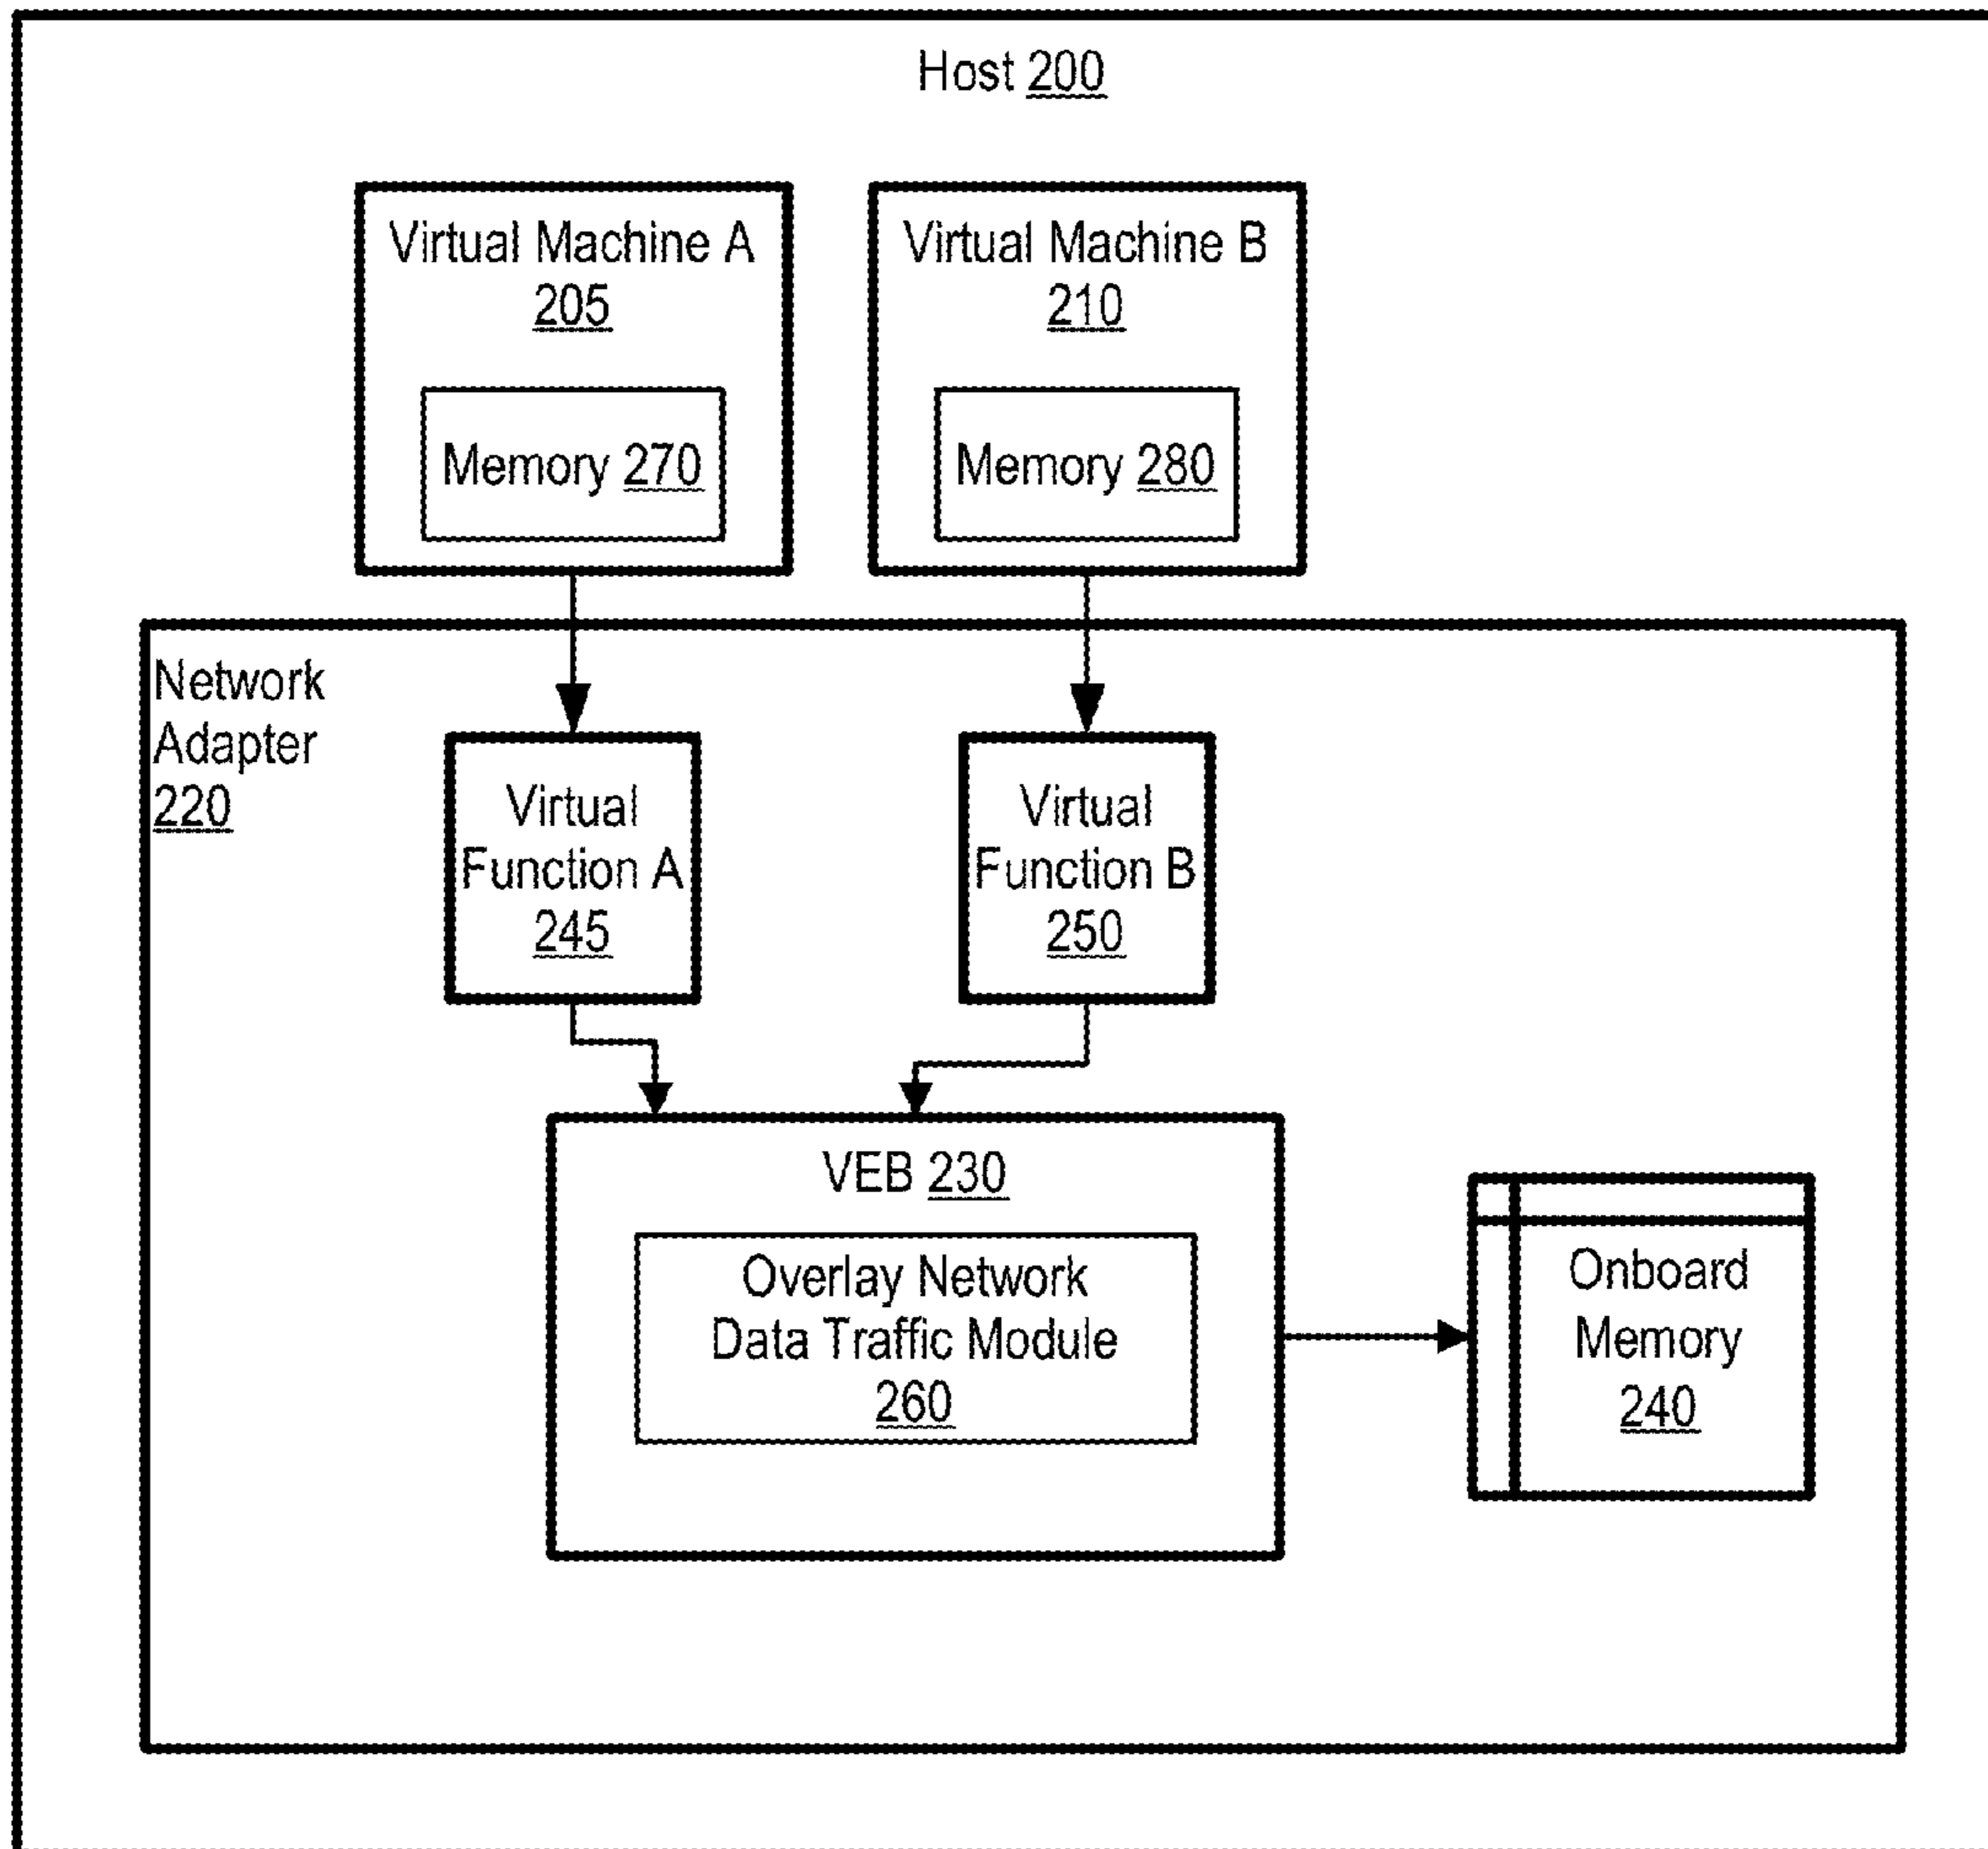 Host 200
Virtual Machine A
205
Memory 270
Virtual Machine B
210
Memory 280
Network
Adapter
220
Virtual
Function A
245
Virtual
Function B
250
VEB 230
Overlay Network
Data Traffic Module
260
Onboard
Memory
240